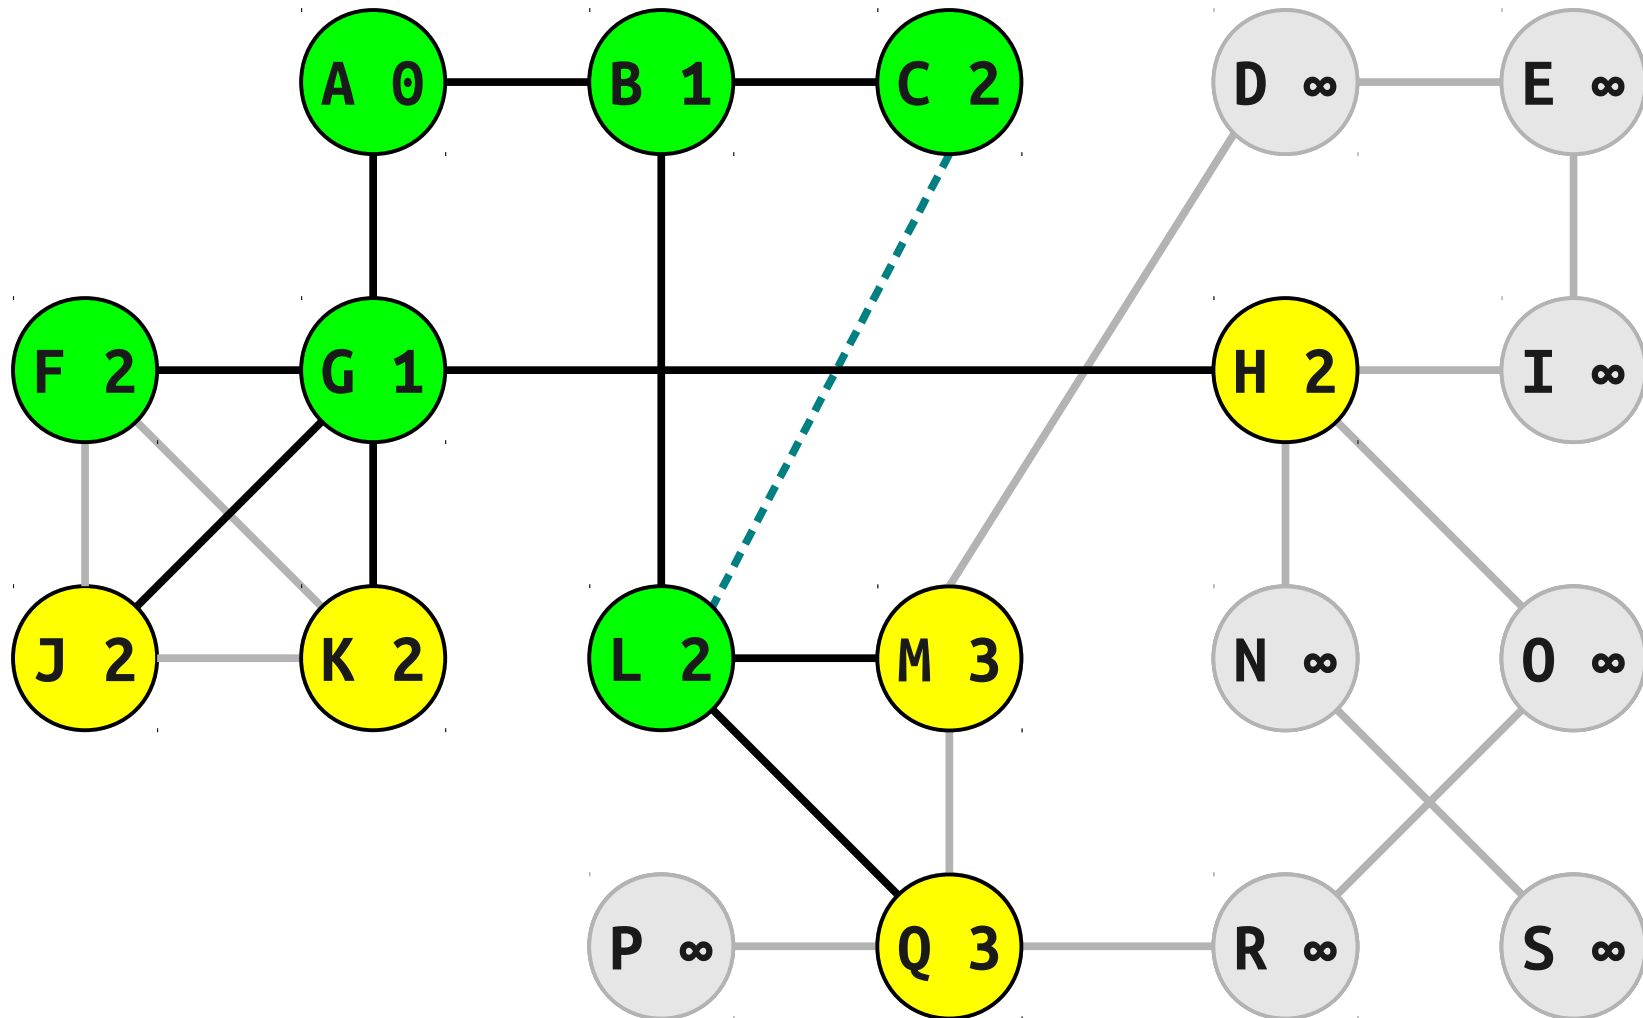 A 0 B 1 C 2 D ∞ E ∞
F 2 G 1 H 2 I ∞
J 2 K 2 L 2 M 3 N ∞ O ∞
P ∞ Q 3 R ∞ S ∞